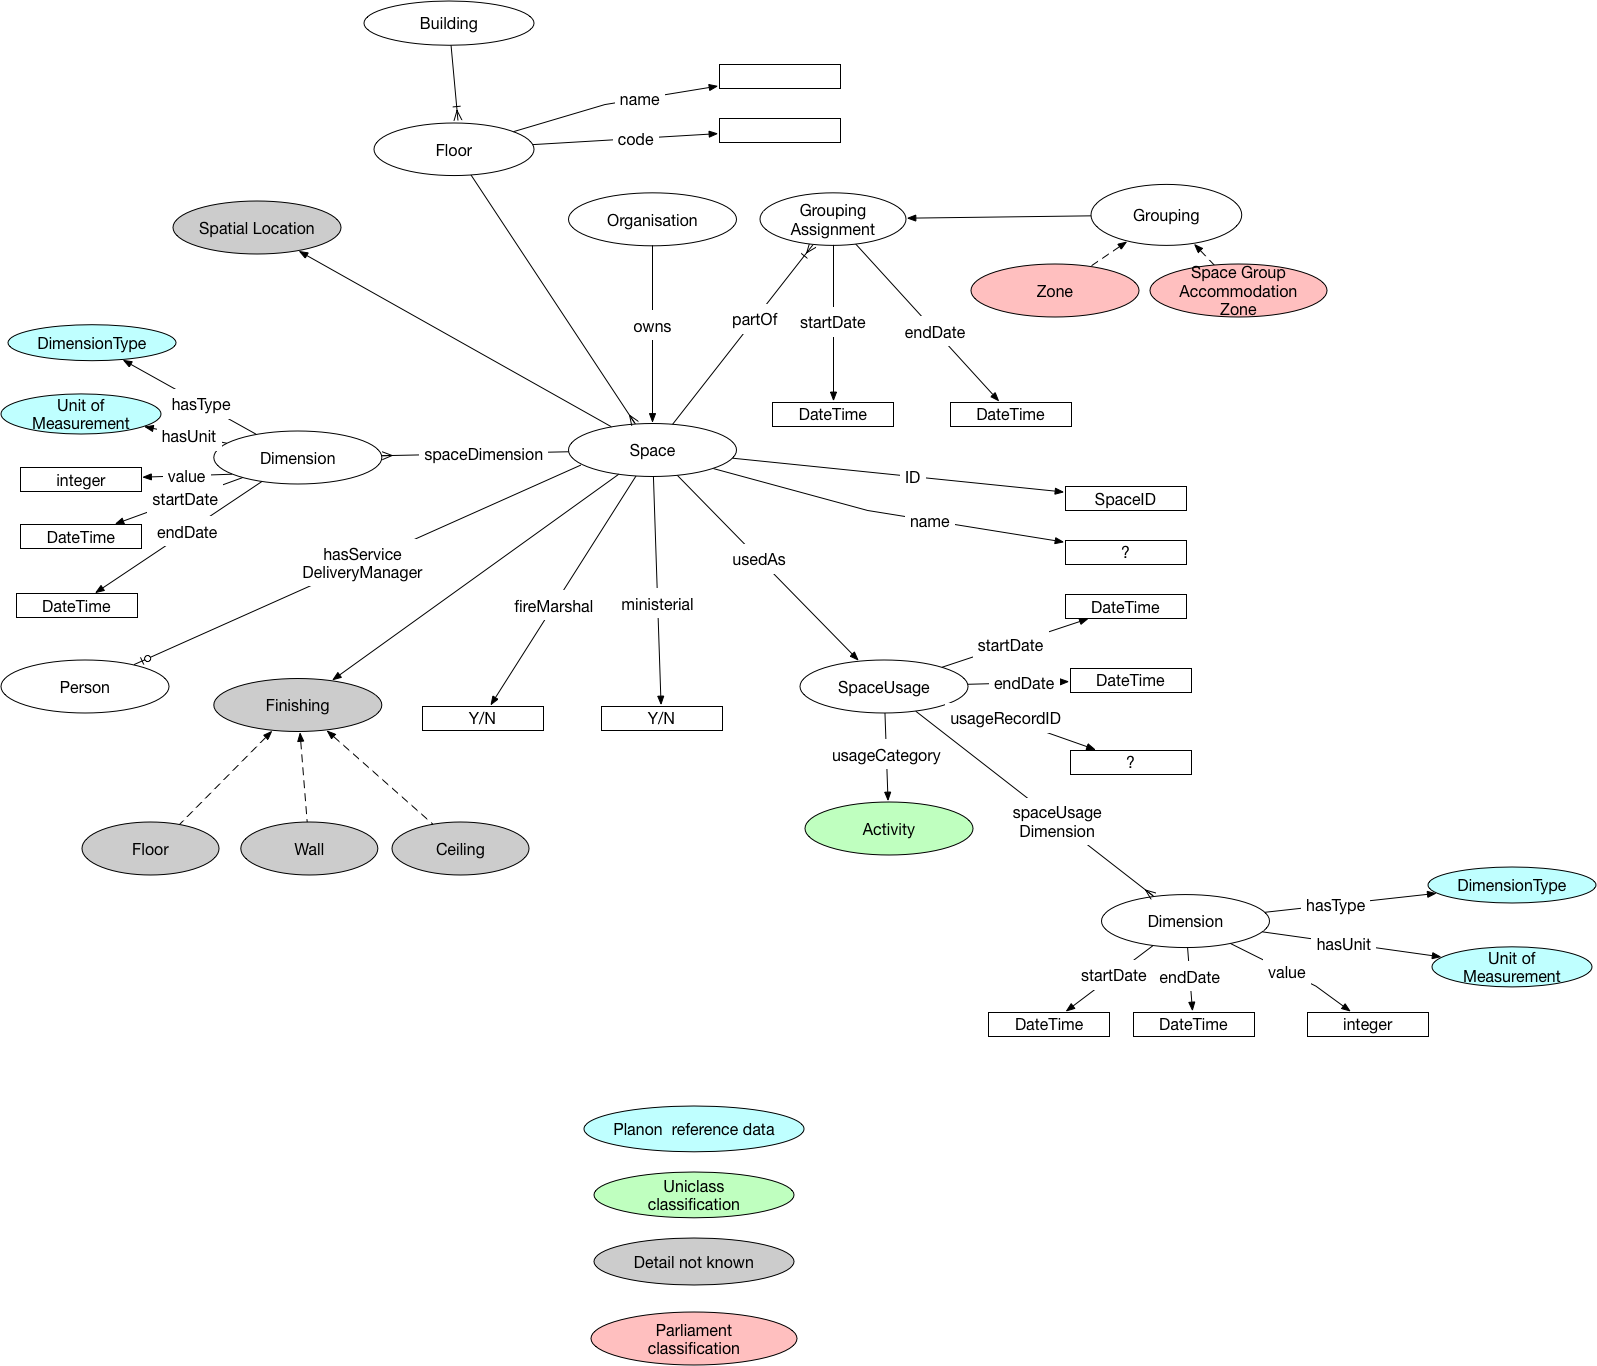 Building
name
code
Floor
Spatial Location
Organisation
Grouping
Assignment
Grouping
Zone
Space Group
Accommodation
Zone
owns
partOf
startDate
endDate
DateTime
DateTime
DimensionType
hasType
Unit of
Measurement
hasUnit
Dimension
spaceDimension
Space
value
integer
startDate
DateTime
endDate
DateTime
ID
SpaceID
name
?
hasService
DeliveryManager
Person
fireMarshal
ministerial
usedAs
Finishing
Y/N
Y/N
Floor
Wall
Ceiling
DateTime
startDate
SpaceUsage
endDate
DateTime
usageRecordID
?
usageCategory
Activity
spaceUsage
Dimension
Dimension
hasType
DimensionType
hasUnit
Unit of
Measurement
startDate
endDate
value
DateTime
DateTime
integer
Planon  reference data
Uniclass
classification
Detail not known
Parliament
classification